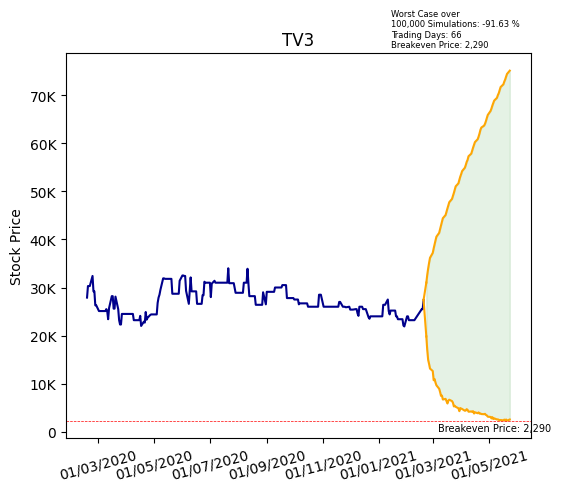 Worst Case over
100,000 Simulations: -91.63 %
Trading Days: 66
Breakeven Price: 2,290
TV3
Stock Price
70K
60K
50K
40K
30K
20K
10K
0
Breakeven Price: 2,290
01/03/2020
01/05/2020
01/07/2020
01/09/2020
01/11/2020
01/01/2021
01/03/2021
01/05/2021